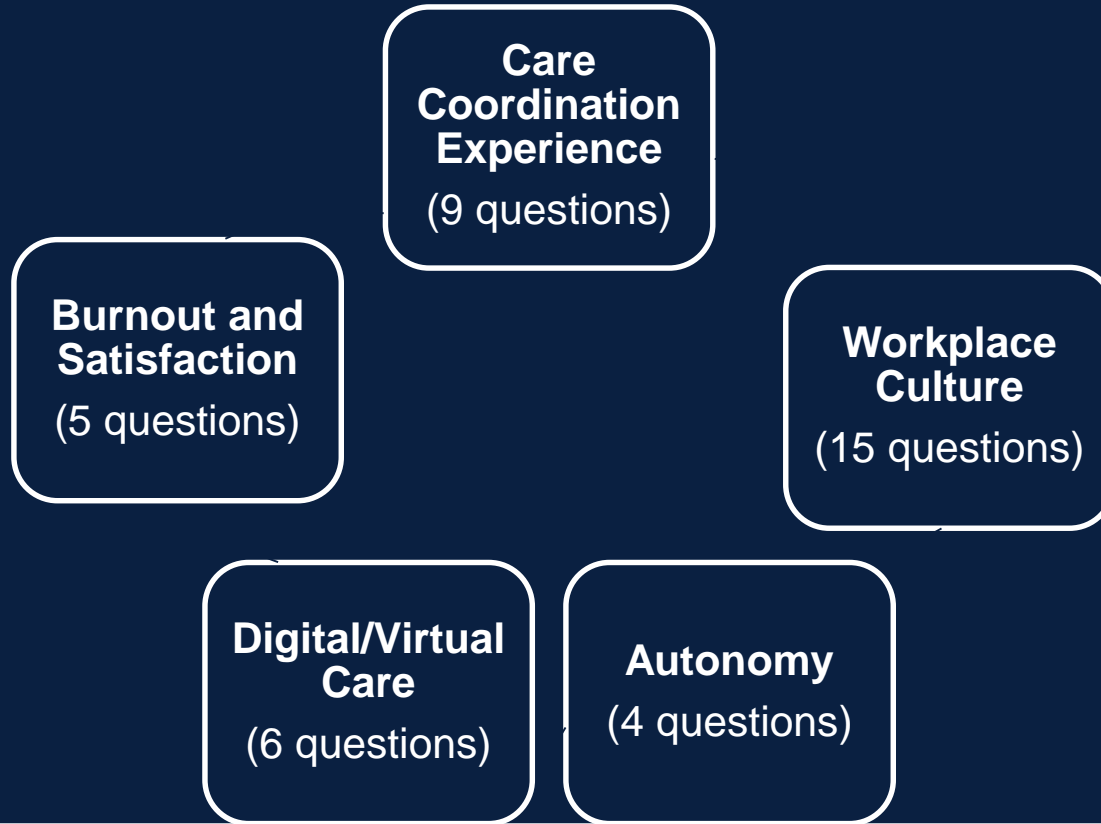 Care
Coordination
Experience
(9 questions)
Burnout and
Satisfaction
(5 questions)
Workplace
Culture
(15 questions)
Digital/Virtual
Care
(6 questions)
Autonomy
(4 questions)